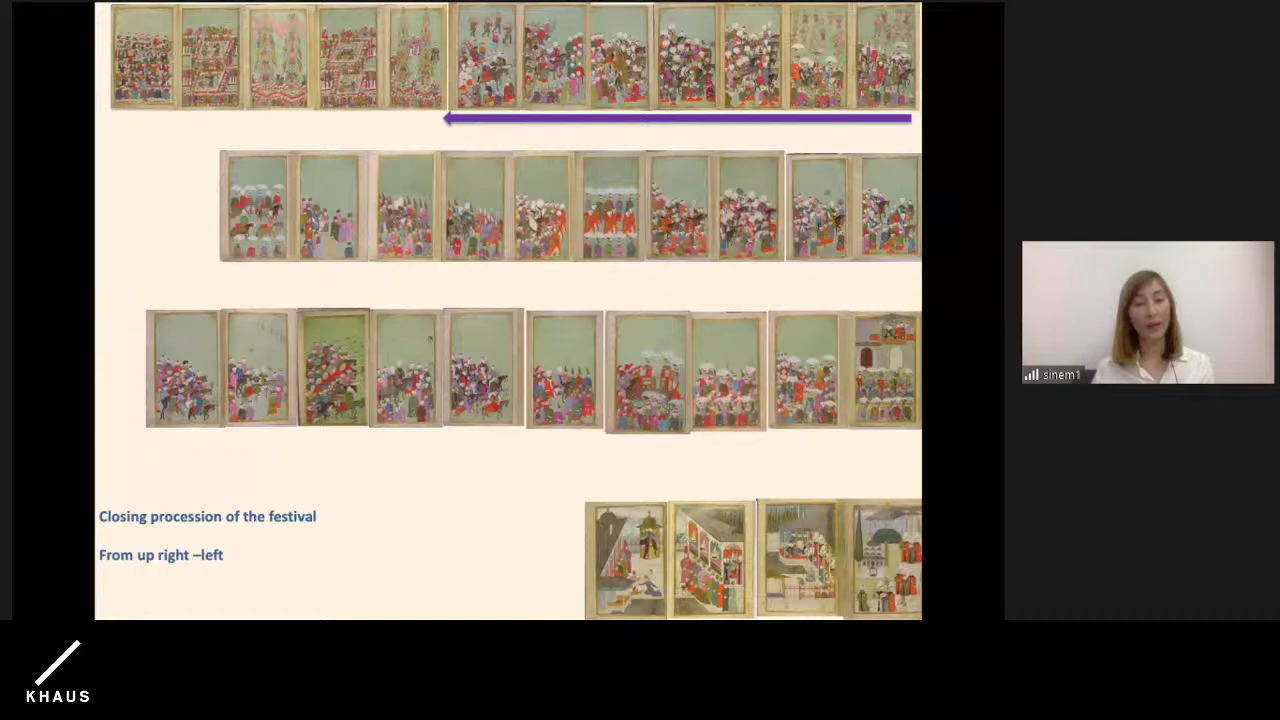 sinem1
Closing procession of the festival
From up right –left
KHAUS